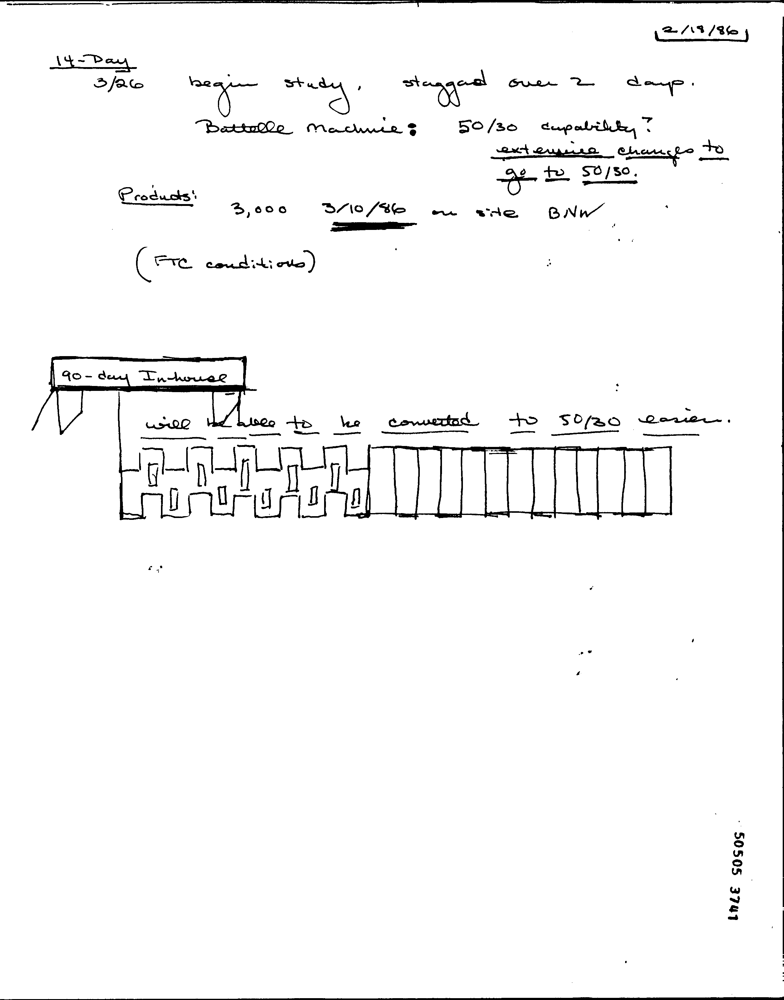 2/19/86
14-Day
3/26 begin study, staggard over 2 days.
Battelle Machine: 50/30 capability?
extensive changes to
go to 50/30.
Products:
3,000 3/10/86 on site BNW
(FTC conditions)
90-day In-house
will be able to be converted to 50/30 easier.
50505 3741